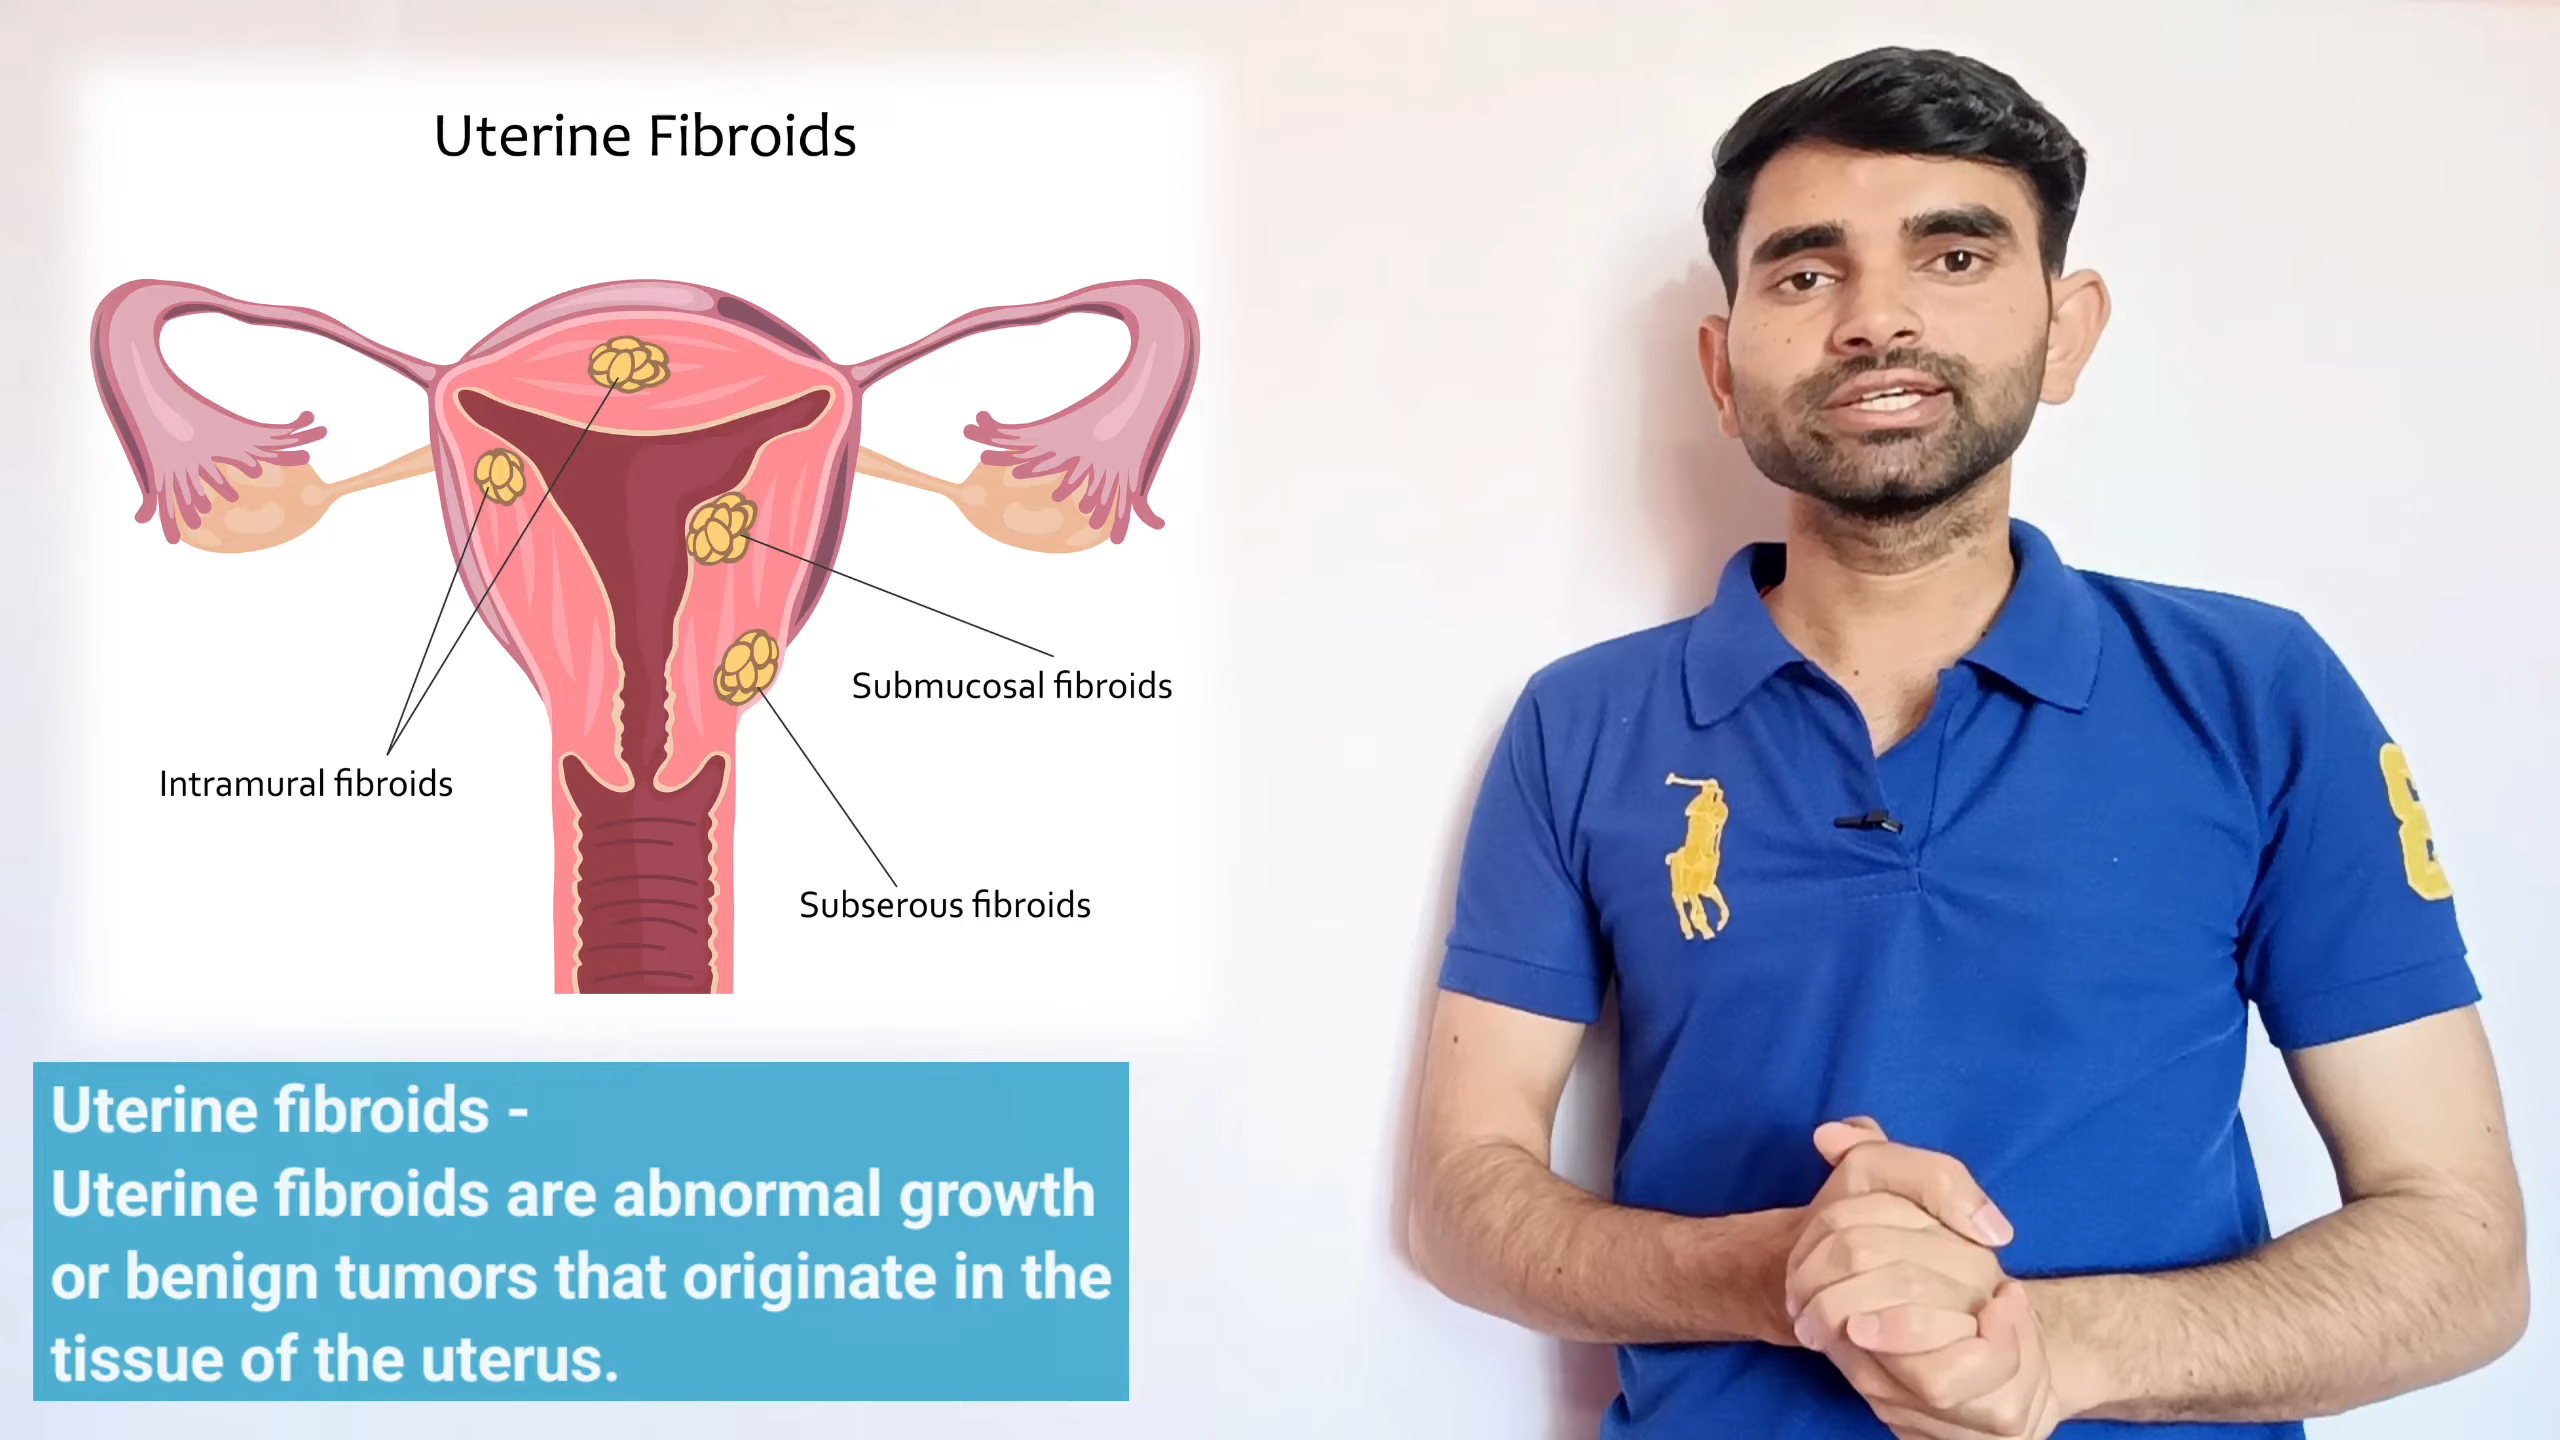 Uterine Fibroids
Submucosal fibroids
Intramural fibroids
Subserous fibroids
Uterine fibroids -
Uterine fibroids are abnormal growth
or benign tumors that originate in the
tissue of the uterus.